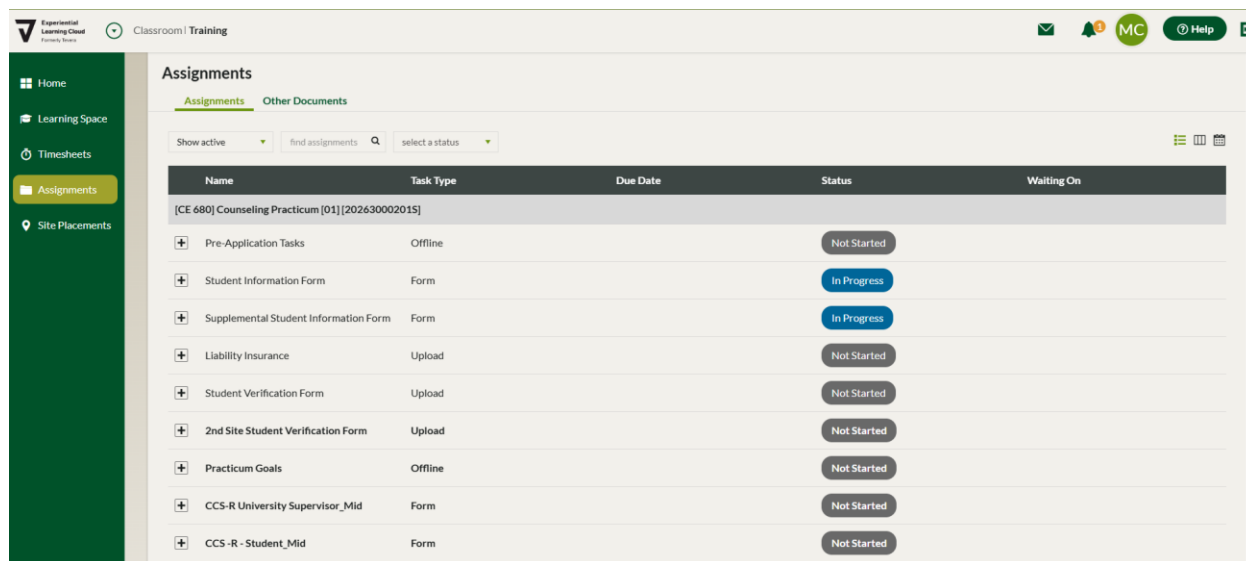 Experiential
Learning Cloud
Formerly Tevera
Classroom | Training
1
MC
Help
Home
Learning Space
Timesheets
Assignments
Site Placements
Assignments
Assignments Other Documents
Show active find assignments select a status
Name Task Type Due Date Status Waiting On
[CE 680] Counseling Practicum [01] [20263000201S]
Pre-Application Tasks Offline Not Started
Student Information Form Form In Progress
Supplemental Student Information Form Form In Progress
Liability Insurance Upload Not Started
Student Verification Form Upload Not Started
2nd Site Student Verification Form Upload Not Started
Practicum Goals Offline Not Started
CCS-R University Supervisor_Mid Form Not Started
CCS -R - Student_Mid Form Not Started